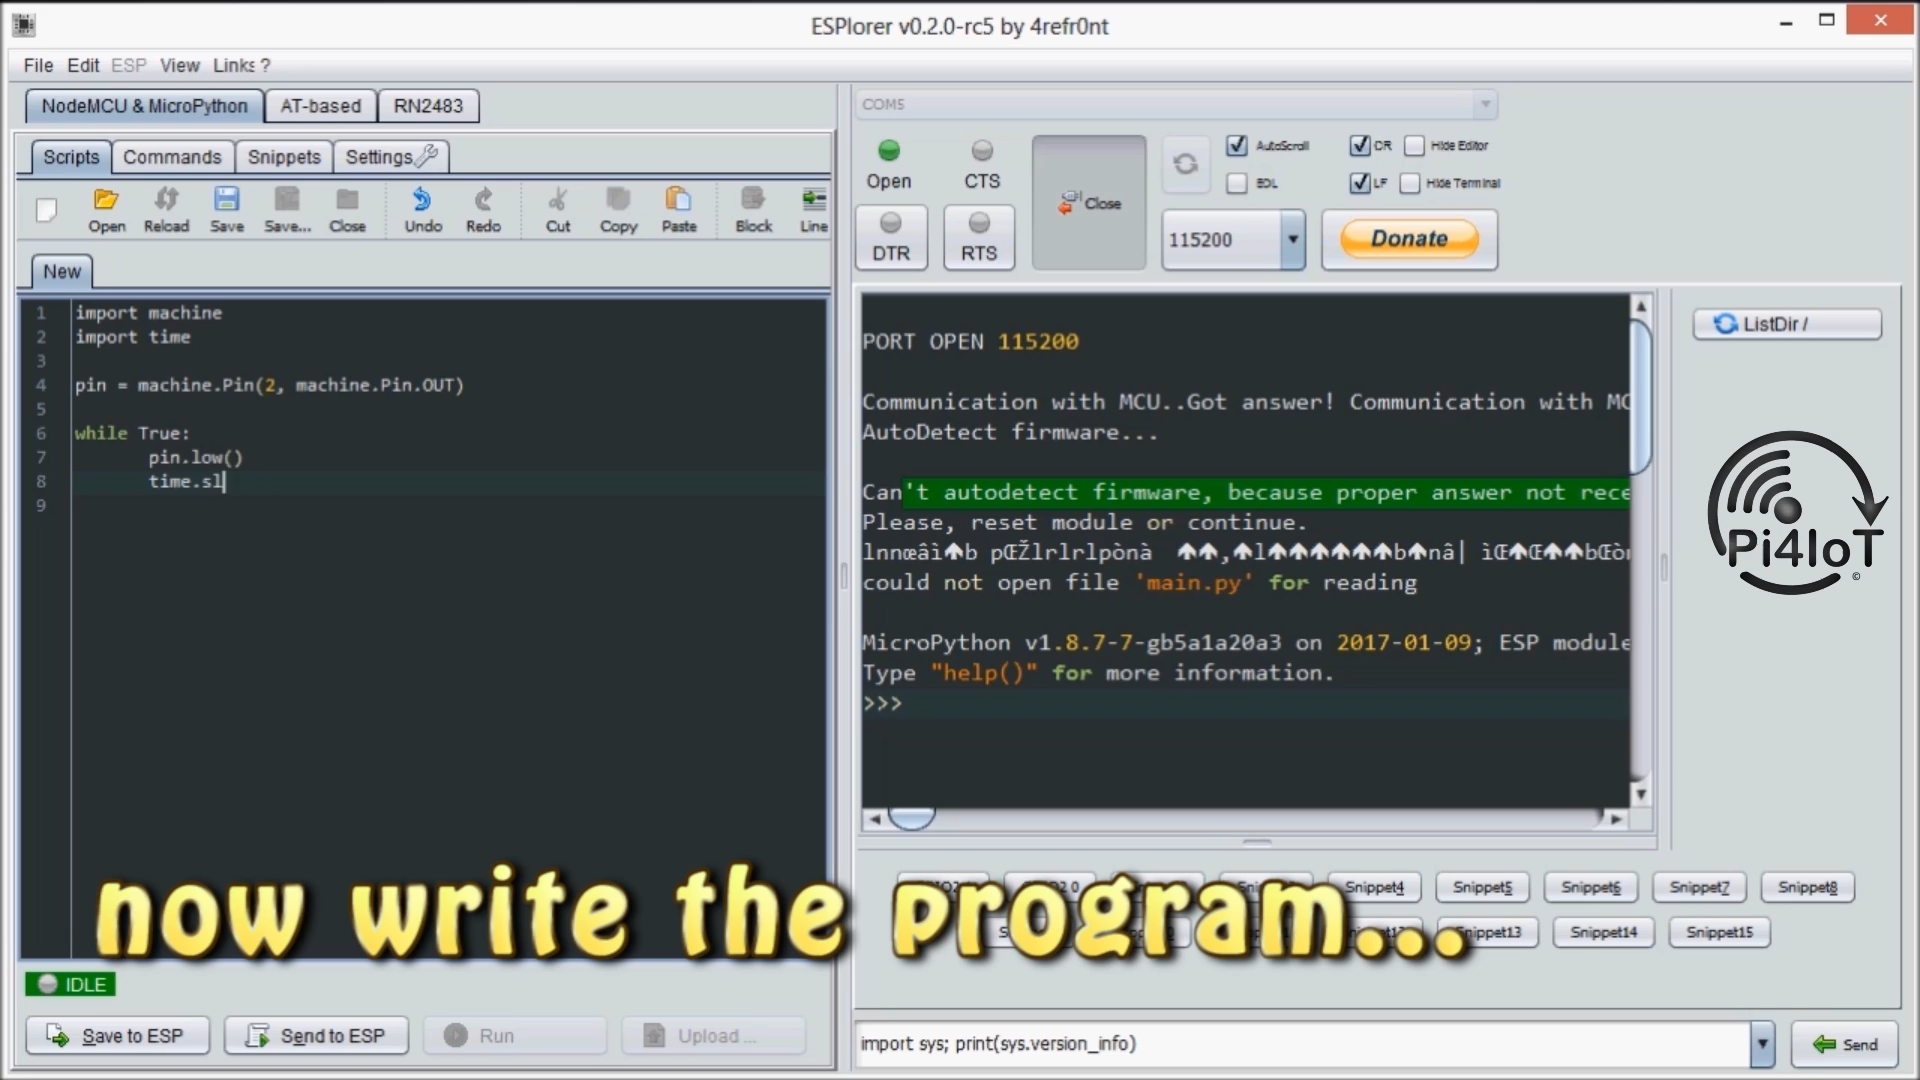 ESPlorer v0.2.0-rc5 by 4refr0nt
File Edit ESP View Links ?
NodeMCU & MicroPython AT-based RN2483
Scripts Commands Snippets Settings
Open Reload Save Save... Close Undo Redo Cut Copy Paste Block Line
New
1 import machine
2 import time
3
4 pin = machine.Pin(2, machine.Pin.OUT)
5
6 while True:
7 pin.low()
8 time.sl
9
IDLE
Save to ESP Send to ESP Run Upload ...
COM5
Open CTS Close AutoScroll CR Hide Editor
EOL LF Hide Terminal
DTR RTS 115200 Donate
PORT OPEN 115200
Communication with MCU..Got answer! Communication with MC
AutoDetect firmware...
Can't autodetect firmware, because proper answer not rece
Please, reset module or continue.
could not open file 'main.py' for reading
MicroPython v1.8.7-7-gb5a1a20a3 on 2017-01-09; ESP module
Type "help()" for more information.
>>>
ListDir /
Pi4IoT
©
Snippet4 Snippet5 Snippet6 Snippet7 Snippet8
Snippet14 Snippet15
import sys; print(sys.version_info) Send
now write the program...